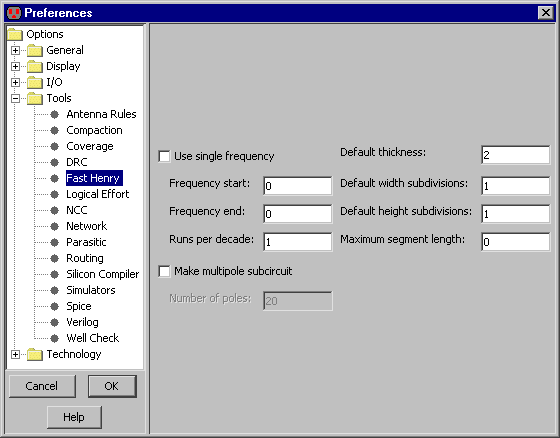 Preferences
Options
General
Display
I/O
Tools
Antenna Rules
Compaction
Coverage
DRC
Fast Henry
Logical Effort
NCC
Network
Parasitic
Routing
Silicon Compiler
Simulators
Spice
Verilog
Well Check
Technology
Cancel
OK
Help
Use single frequency
Frequency start: 0
Frequency end: 0
Runs per decade: 1
Make multipole subcircuit
Number of poles: 20
Default thickness: 2
Default width subdivisions: 1
Default height subdivisions: 1
Maximum segment length: 0